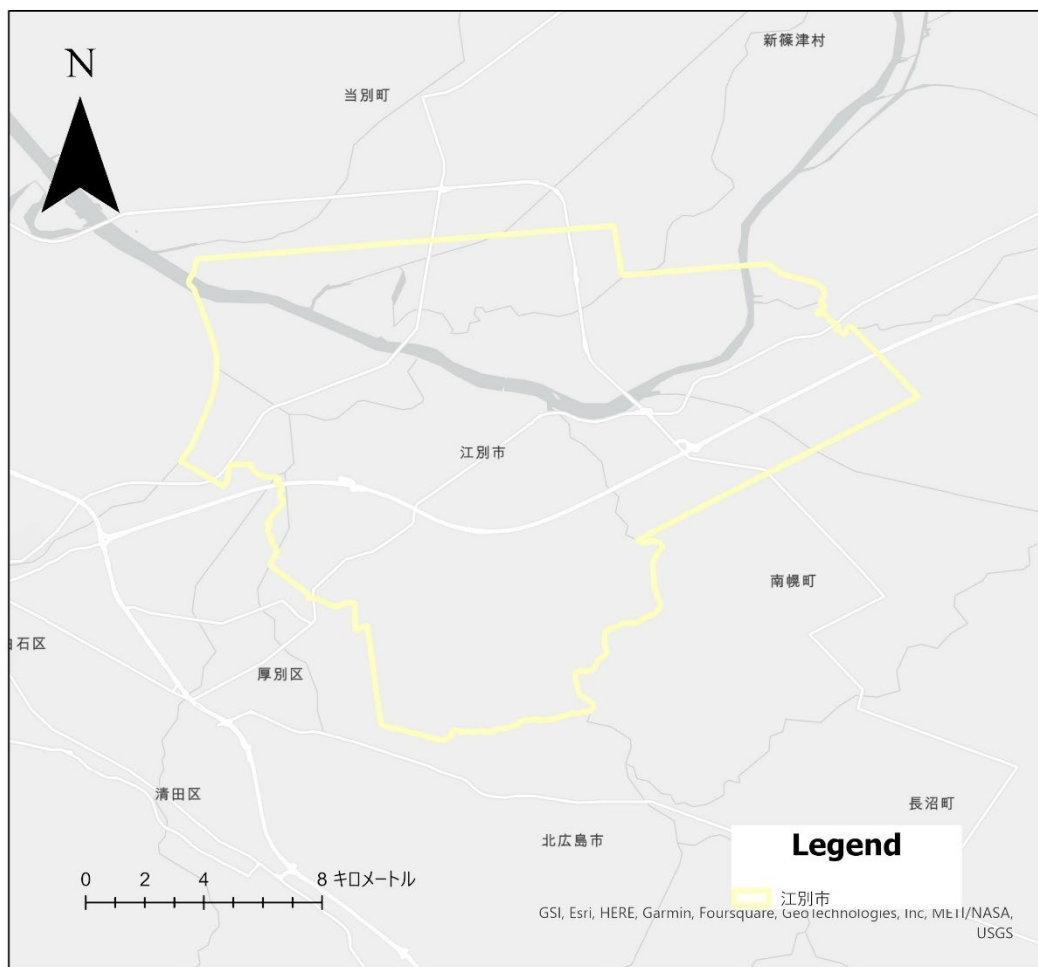 新篠津村
N
当別町
江別市
南幌町
白石区
厚別区
清田区
長沼町
北広島市
Legend
江別市
0 2 4 8 キロメートル
GSI, Esri, HERE, Garmin, Foursquare, GeoTechnologies, Inc, METI/NASA,
USGS